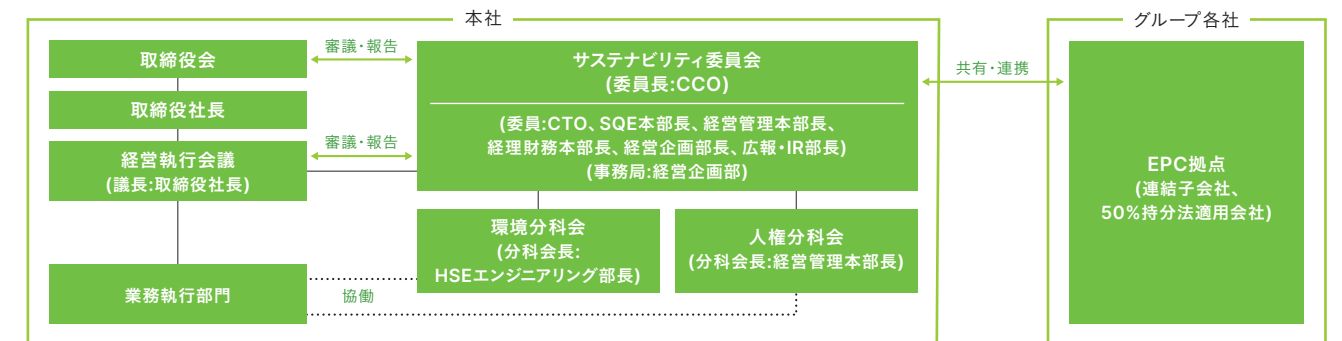 本社
グループ各社
取締役会
審議・報告
サステナビリティ委員会
(委員長:CCO)
共有・連携
取締役社長
(委員:CTO、SQE本部長、経営管理本部長、
経理財務本部長、経営企画部長、広報・IR部長)
(事務局:経営企画部)
審議・報告
経営執行会議
(議長:取締役社長)
EPC拠点
(連結子会社、
50%持分法適用会社)
環境分科会
(分科会長:
HSEエンジニアリング部長)
人権分科会
(分科会長:経営管理本部長)
業務執行部門
協働